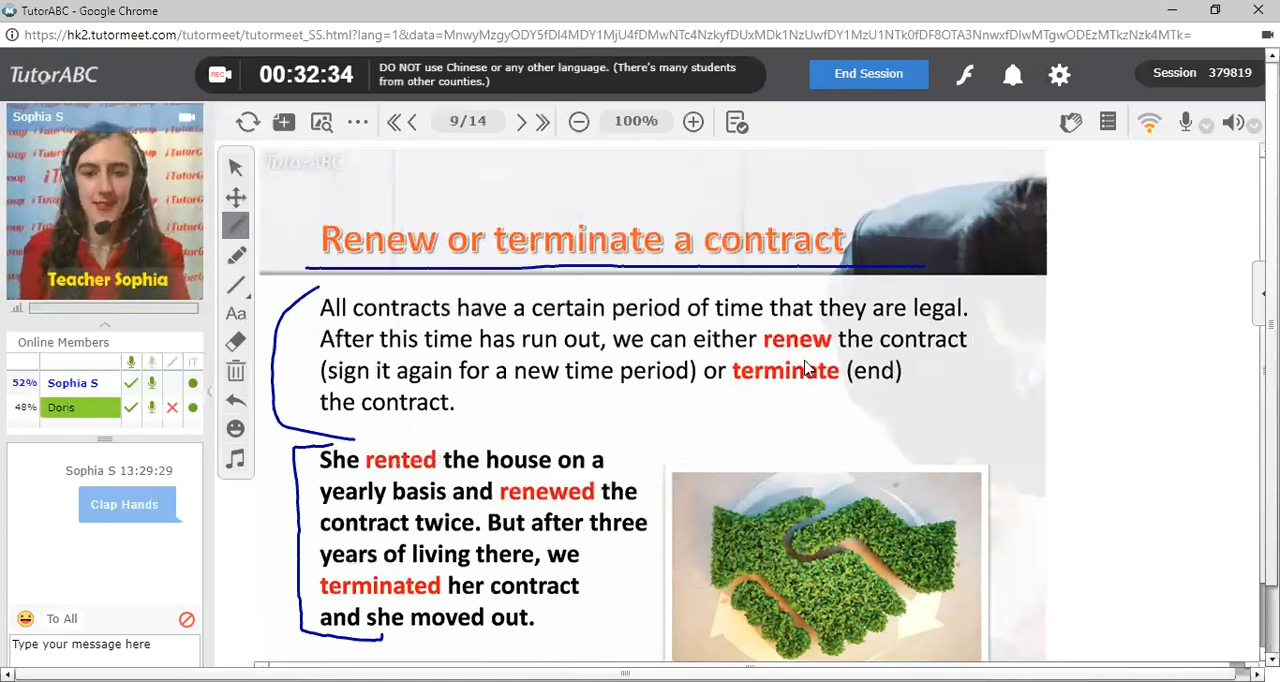 TutorABC - Google Chrome
https://hk2.tutormeet.com/tutormeet/tutormeet_SS.html?lang=1&data=MnwyMzgyODY5fDI4MDY1MjU4fDMwNTc4NzkyfDUxMDk1NzUwfDY1MzU1NTk0fDF8OTA3NnwxfDIwMTgwODEzMTkzNzk4MTk=
TutorABC
REC
00:32:34
DO NOT use Chinese or any other language. (There's many students
from other counties.)
End Session
Session 379819
Sophia S
Teacher Sophia
9/14
100%
TutorABC
Online Members
IT
52% Sophia S
48% Doris
Sophia S 13:29:29
Clap Hands
To All
Type your message here
Aa
Renew or terminate a contract
All contracts have a certain period of time that they are legal.
After this time has run out, we can either renew the contract
(sign it again for a new time period) or terminate (end)
the contract.
She rented the house on a
yearly basis and renewed the
contract twice. But after three
years of living there, we
terminated her contract
and she moved out.